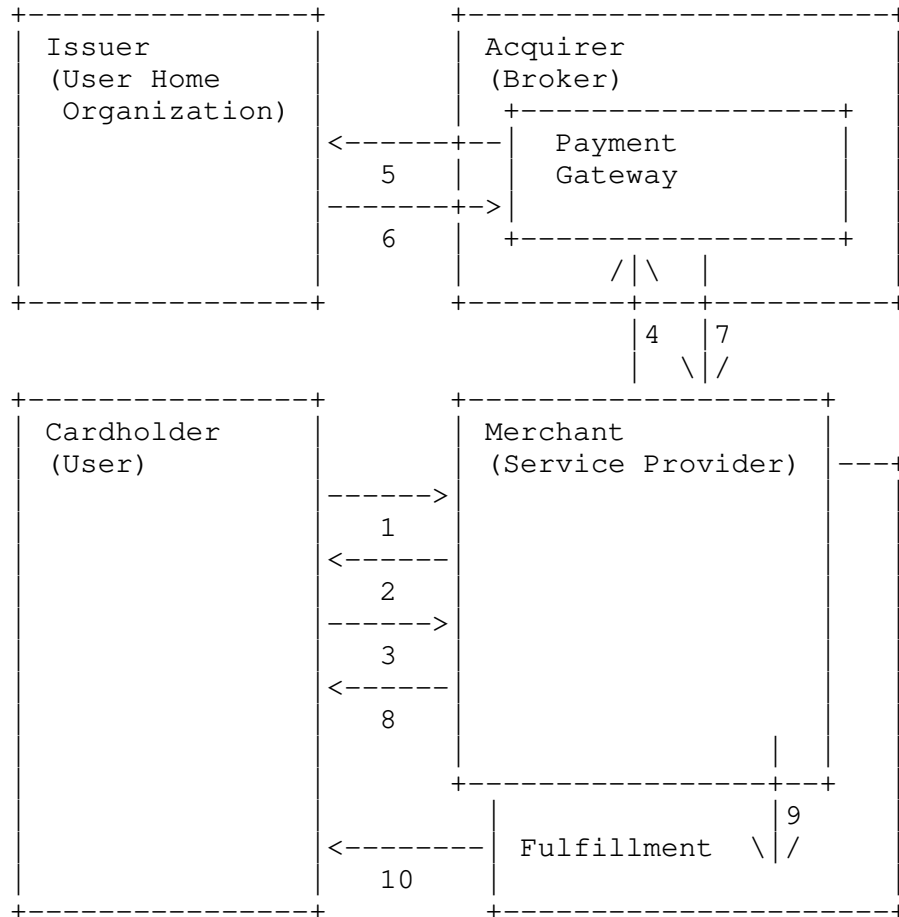 Issuer Acquirer
(User Home (Broker)
Organization)
Payment
5 Gateway
6
4 7
Cardholder Merchant
(User) (Service Provider)
1
2
3
8
9
Fulfillment
10